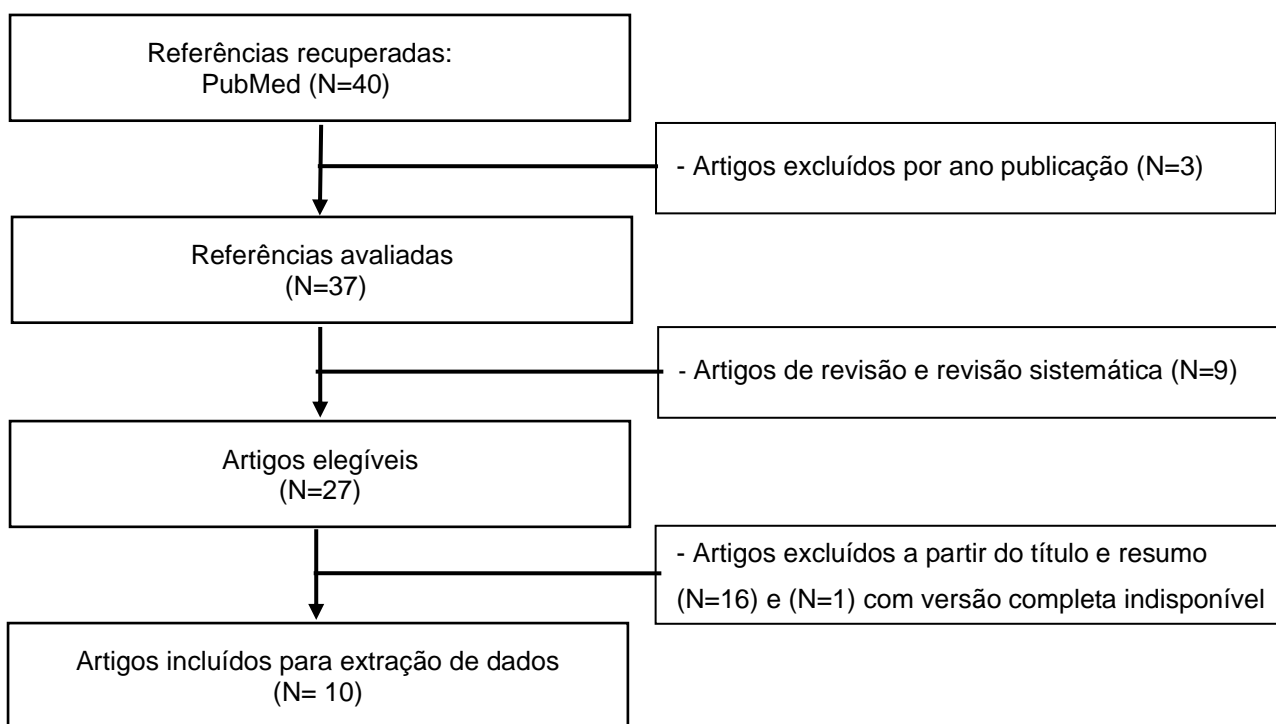 Referências recuperadas:
PubMed (N=40)
- Artigos excluídos por ano publicação (N=3)
Referências avaliadas
(N=37)
- Artigos de revisão e revisão sistemática (N=9)
Artigos elegíveis
(N=27)
- Artigos excluídos a partir do título e resumo
(N=16) e (N=1) com versão completa indisponível
Artigos incluídos para extração de dados
(N= 10)